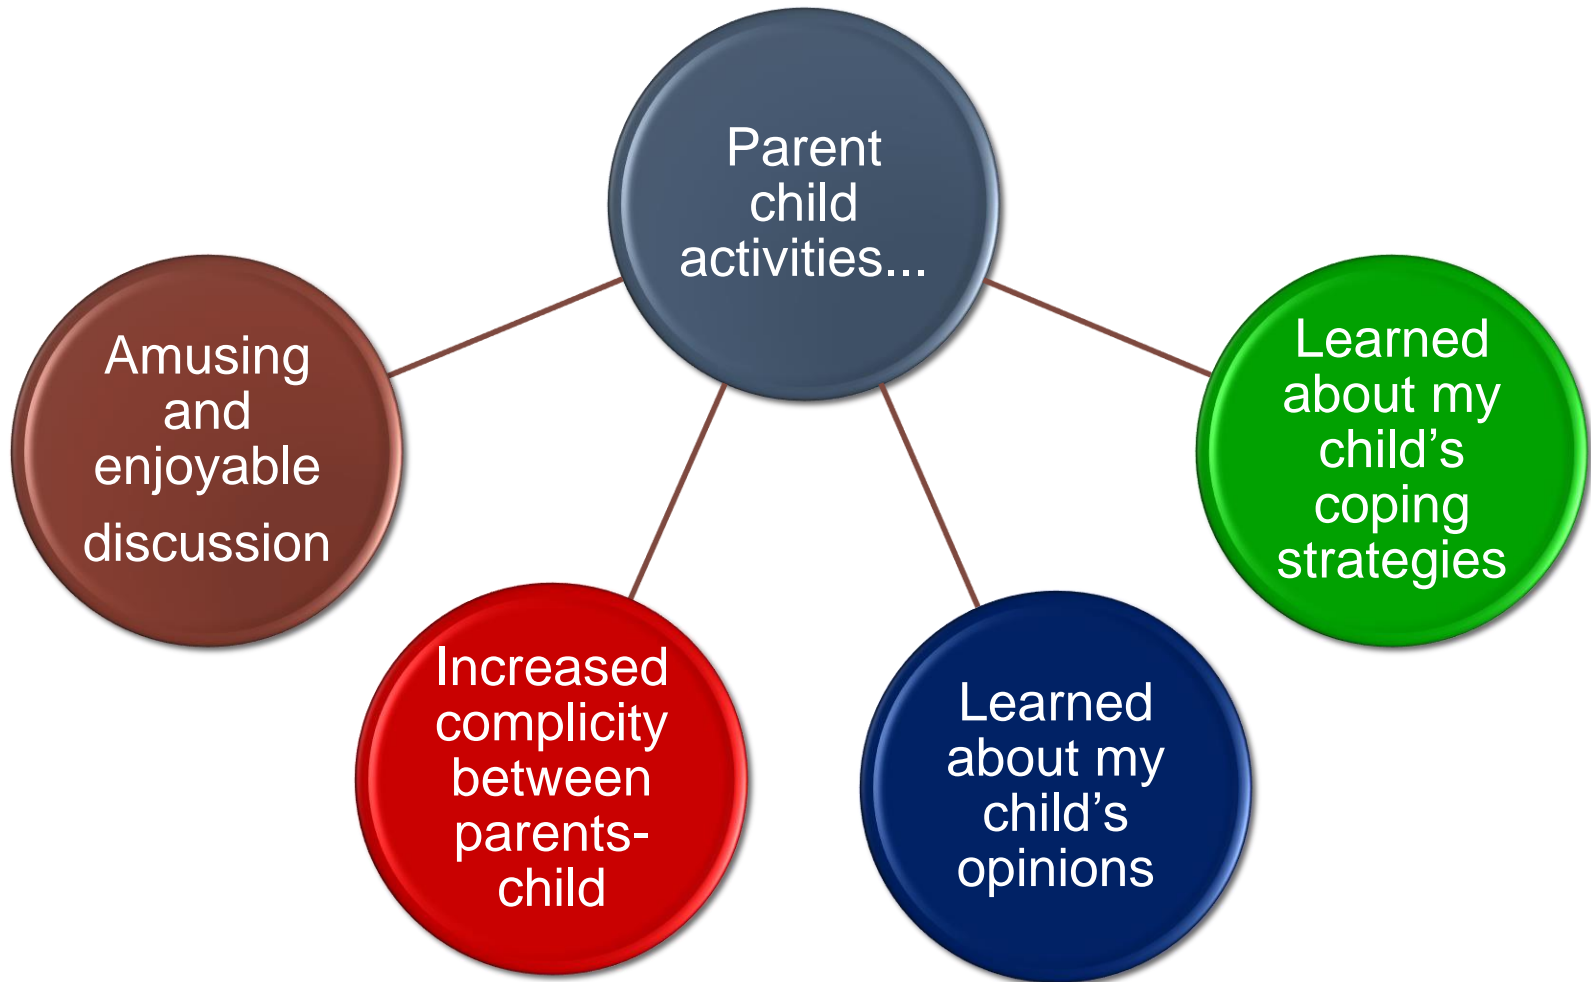 Parent
child
activities...
Amusing
and
enjoyable
discussion
Increased
complicity
between
parents-
child
Learned
about my
child’s
opinions
Learned
about my
child’s
coping
strategies